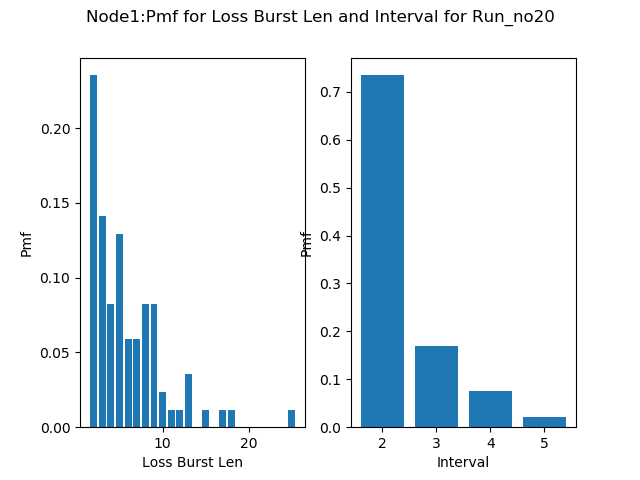 Node1:Pmf for Loss Burst Len and Interval for Run_no20
Pmf
0.20
0.15
0.10
0.05
0.00
10 20
Loss Burst Len
Pmf
0.7
0.6
0.5
0.4
0.3
0.2
0.1
0.0
2 3 4 5
Interval